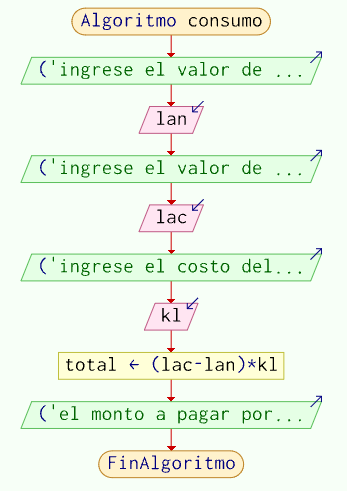 Algoritmo consumo
('ingrese el valor de ...
lan
('ingrese el valor de ...
lac
('ingrese el costo del...
kl
total ← (lac-lan)*kl
('el monto a pagar por...
FinAlgoritmo